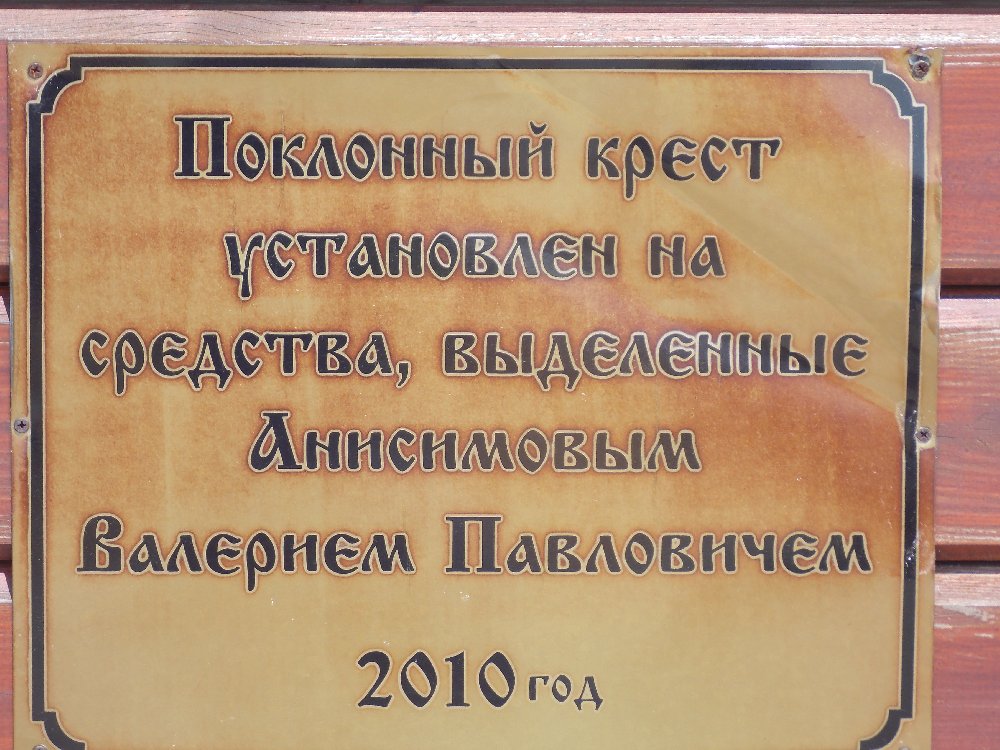 Поклонный крест
установлен на
средства, выделенные
Анисимовым
Валерием Павловичем
2010 год